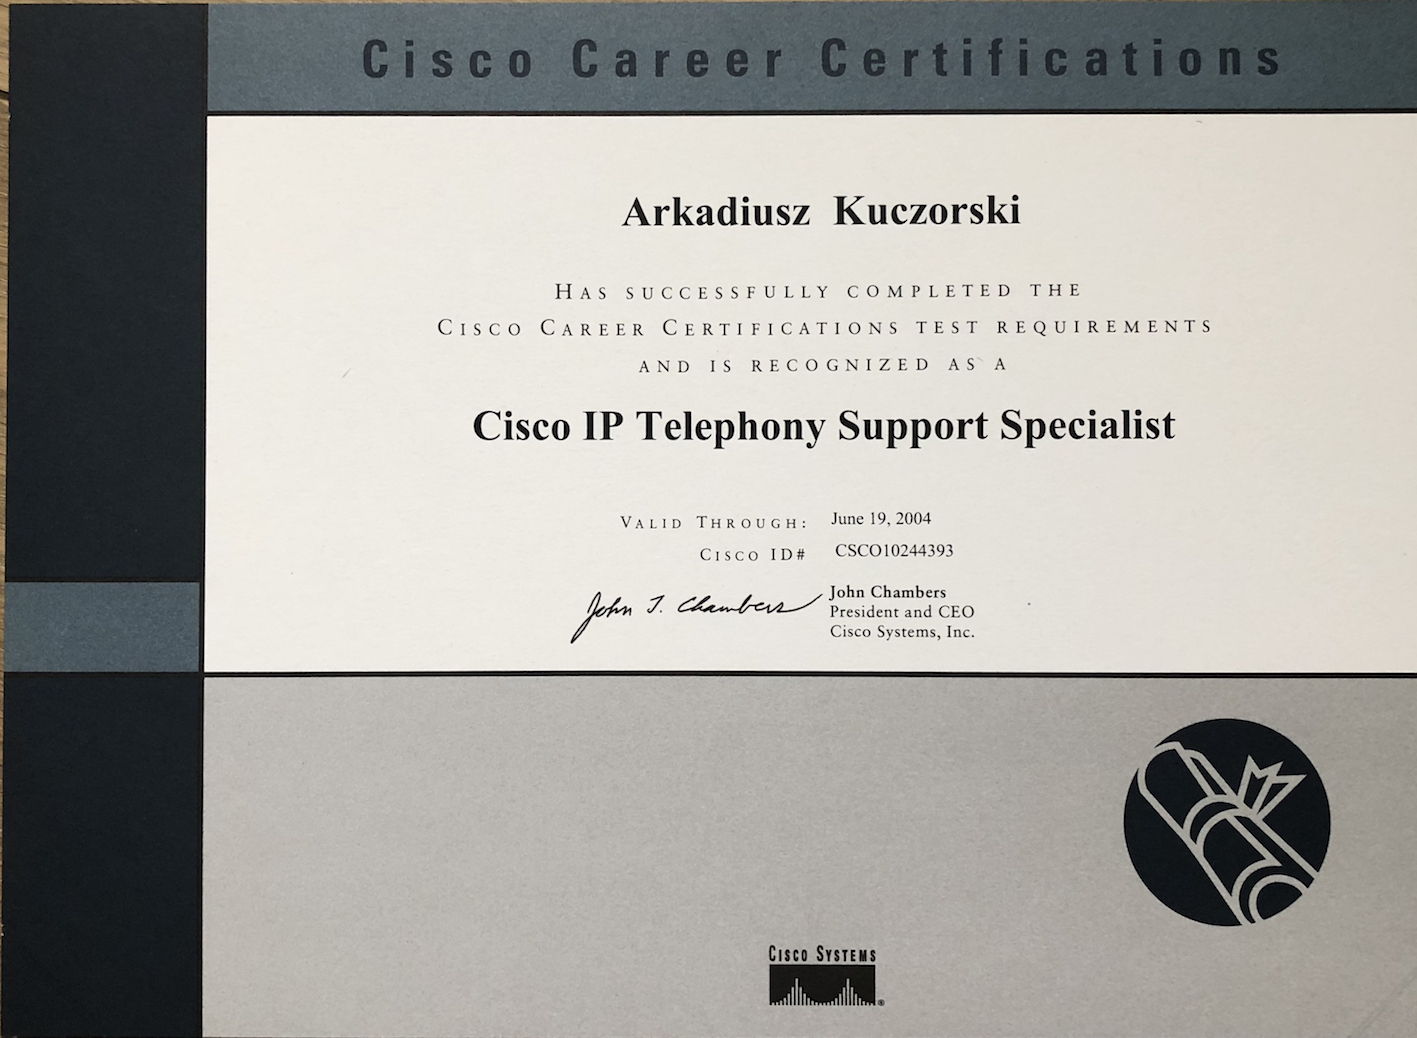 Cisco Career Certifications
Arkadiusz Kuczorski
HAS SUCCESSFULLY COMPLETED THE
CISCO CAREER CERTIFICATIONS TEST REQUIREMENTS
AND IS RECOGNIZED AS A
Cisco IP Telephony Support Specialist
VALID THROUGH: June 19, 2004
CISCO ID# CSCO10244393
John T. Chambers
John Chambers
President and CEO
Cisco Systems, Inc.
CISCO SYSTEMS
®